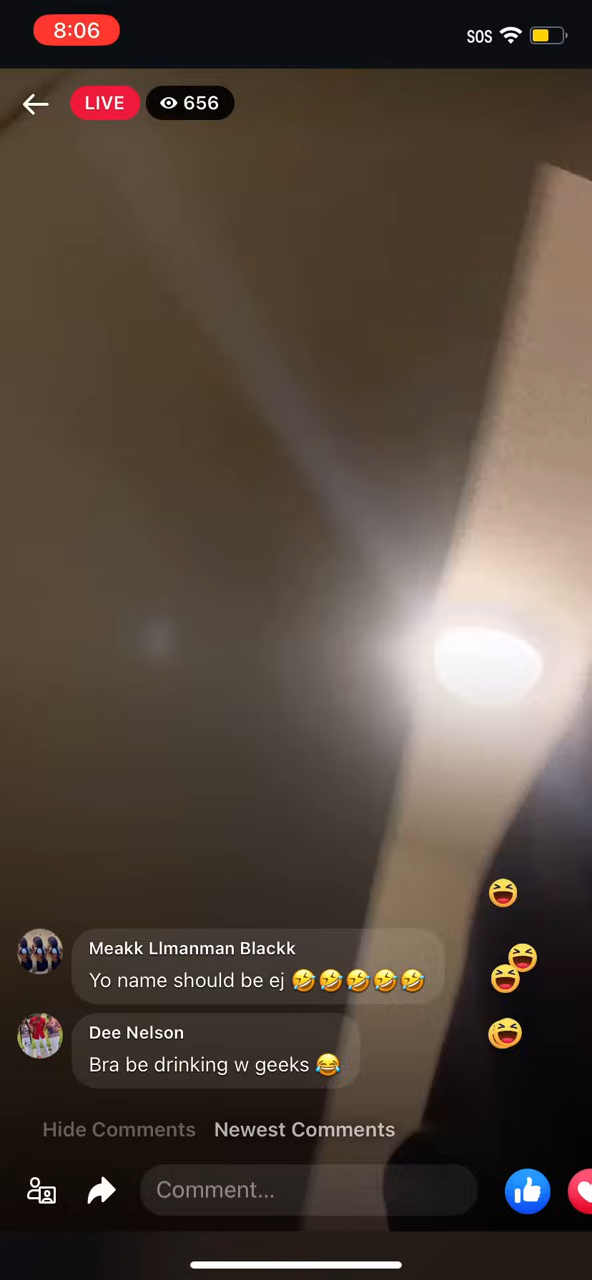 8:06
SOS
LIVE
656
Meakk LImanman Blackk
Yo name should be ej 🤣🤣🤣🤣🤣
Dee Nelson
Bra be drinking w geeks 😂
Hide Comments Newest Comments
Comment...